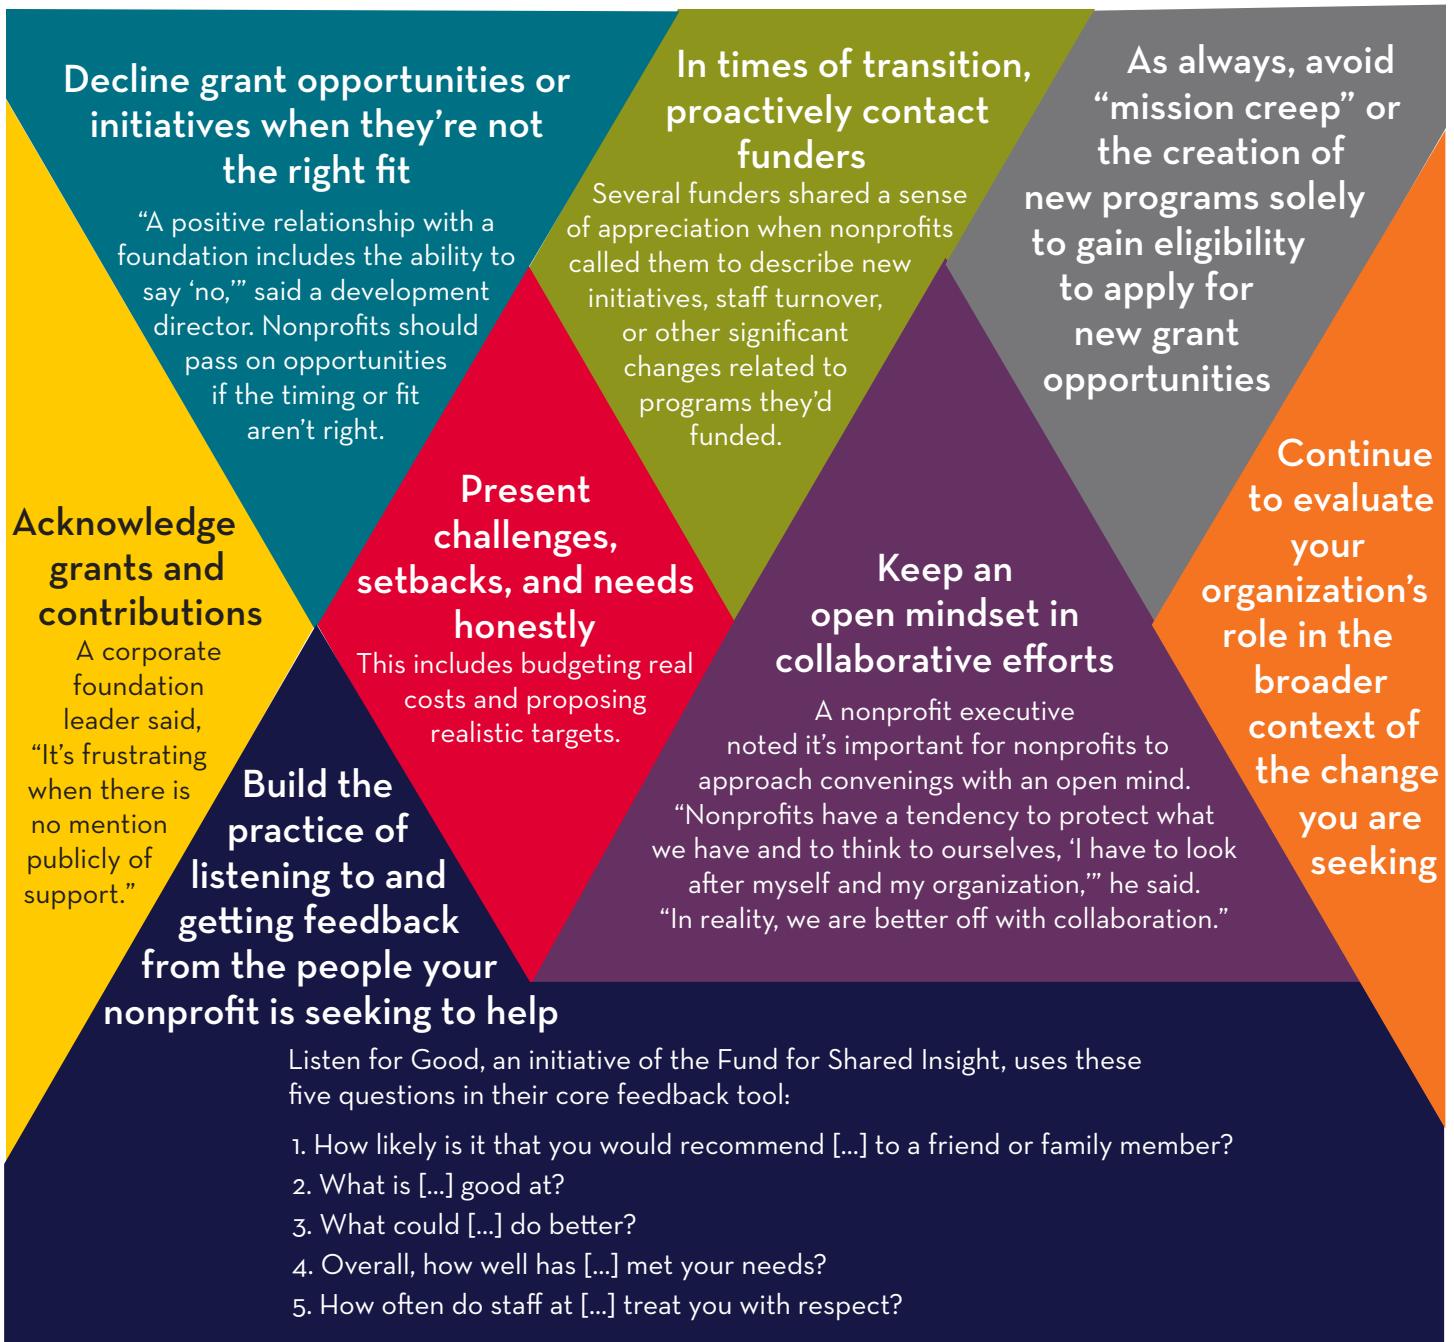 Decline grant opportunities or
initiatives when they’re not
the right fit
“A positive relationship with a
foundation includes the ability to
say ‘no,’” said a development
director. Nonprofits should
pass on opportunities
if the timing or fit
aren’t right.
In times of transition,
proactively contact
funders
Several funders shared a sense
of appreciation when nonprofits
called them to describe new
initiatives, staff turnover,
or other significant
changes related to
programs they’d
funded.
As always, avoid
“mission creep” or
the creation of
new programs solely
to gain eligibility
to apply for
new grant
opportunities
Acknowledge
grants and
contributions
A corporate
foundation
leader said,
“It’s frustrating
when there is
no mention
publicly of
support.”
Present
challenges,
setbacks, and needs
honestly
This includes budgeting real
costs and proposing
realistic targets.
Keep an
open mindset in
collaborative efforts
A nonprofit executive
noted it’s important for nonprofits to
approach convenings with an open mind.
“Nonprofits have a tendency to protect what
we have and to think to ourselves, ‘I have to look
after myself and my organization,’” he said.
“In reality, we are better off with collaboration.”
Continue
to evaluate
your
organization’s
role in the
broader
context of
the change
you are
seeking
Build the
practice of
listening to and
getting feedback
from the people your
nonprofit is seeking to help
Listen for Good, an initiative of the Fund for Shared Insight, uses these
five questions in their core feedback tool:
1. How likely is it that you would recommend [...] to a friend or family member?
2. What is [...] good at?
3. What could [...] do better?
4. Overall, how well has [...] met your needs?
5. How often do staff at [...] treat you with respect?